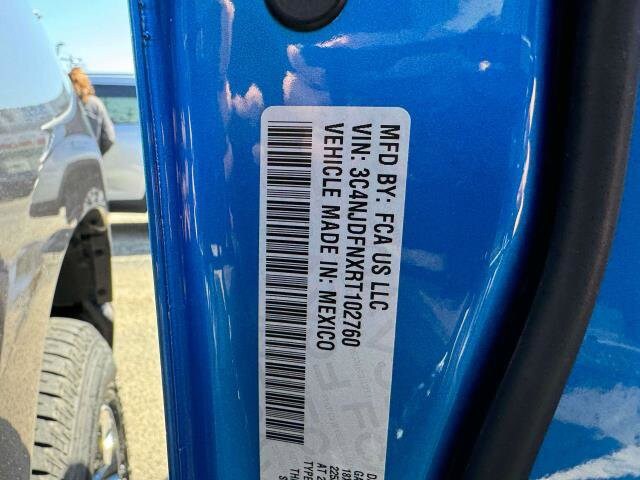 MFD BY: FCA US LLC
VIN: 3C4NJDFNXRT102760
VEHICLE MADE IN: MEXICO